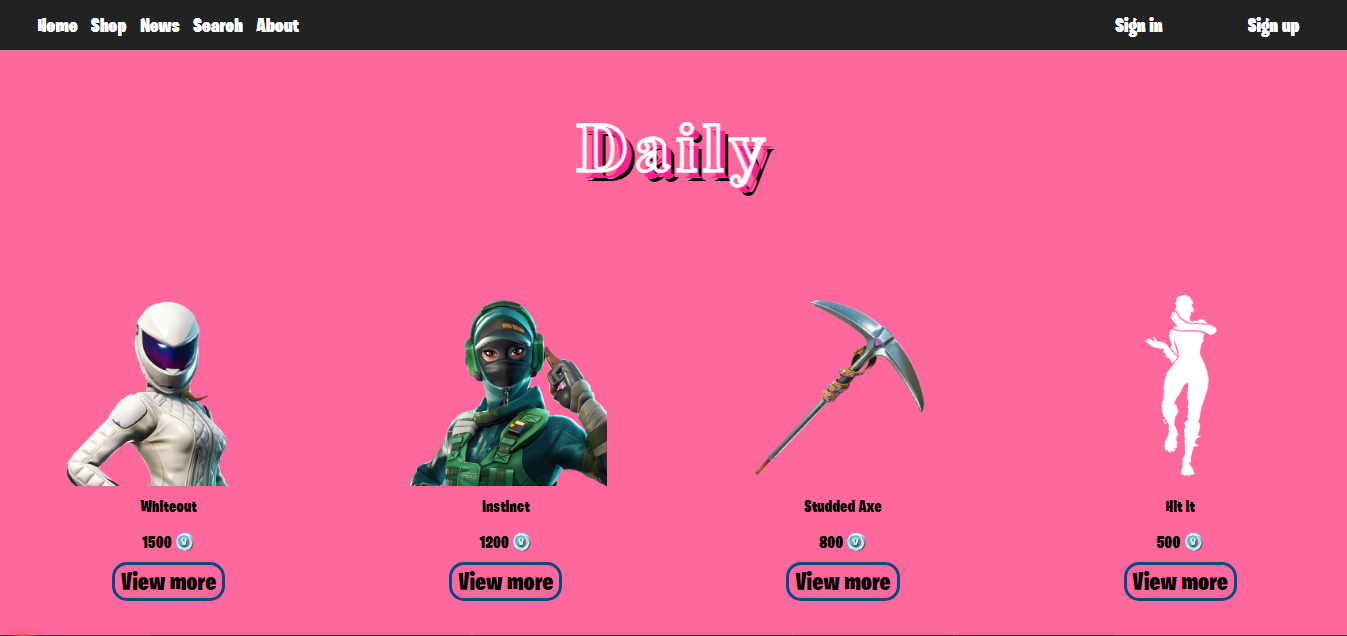 Home Shop News Search About Sign in Sign up
Daily
Whiteout Instinct Studded Axe Hit It
1500 V 1200 V 800 V 500 V
View more View more View more View more